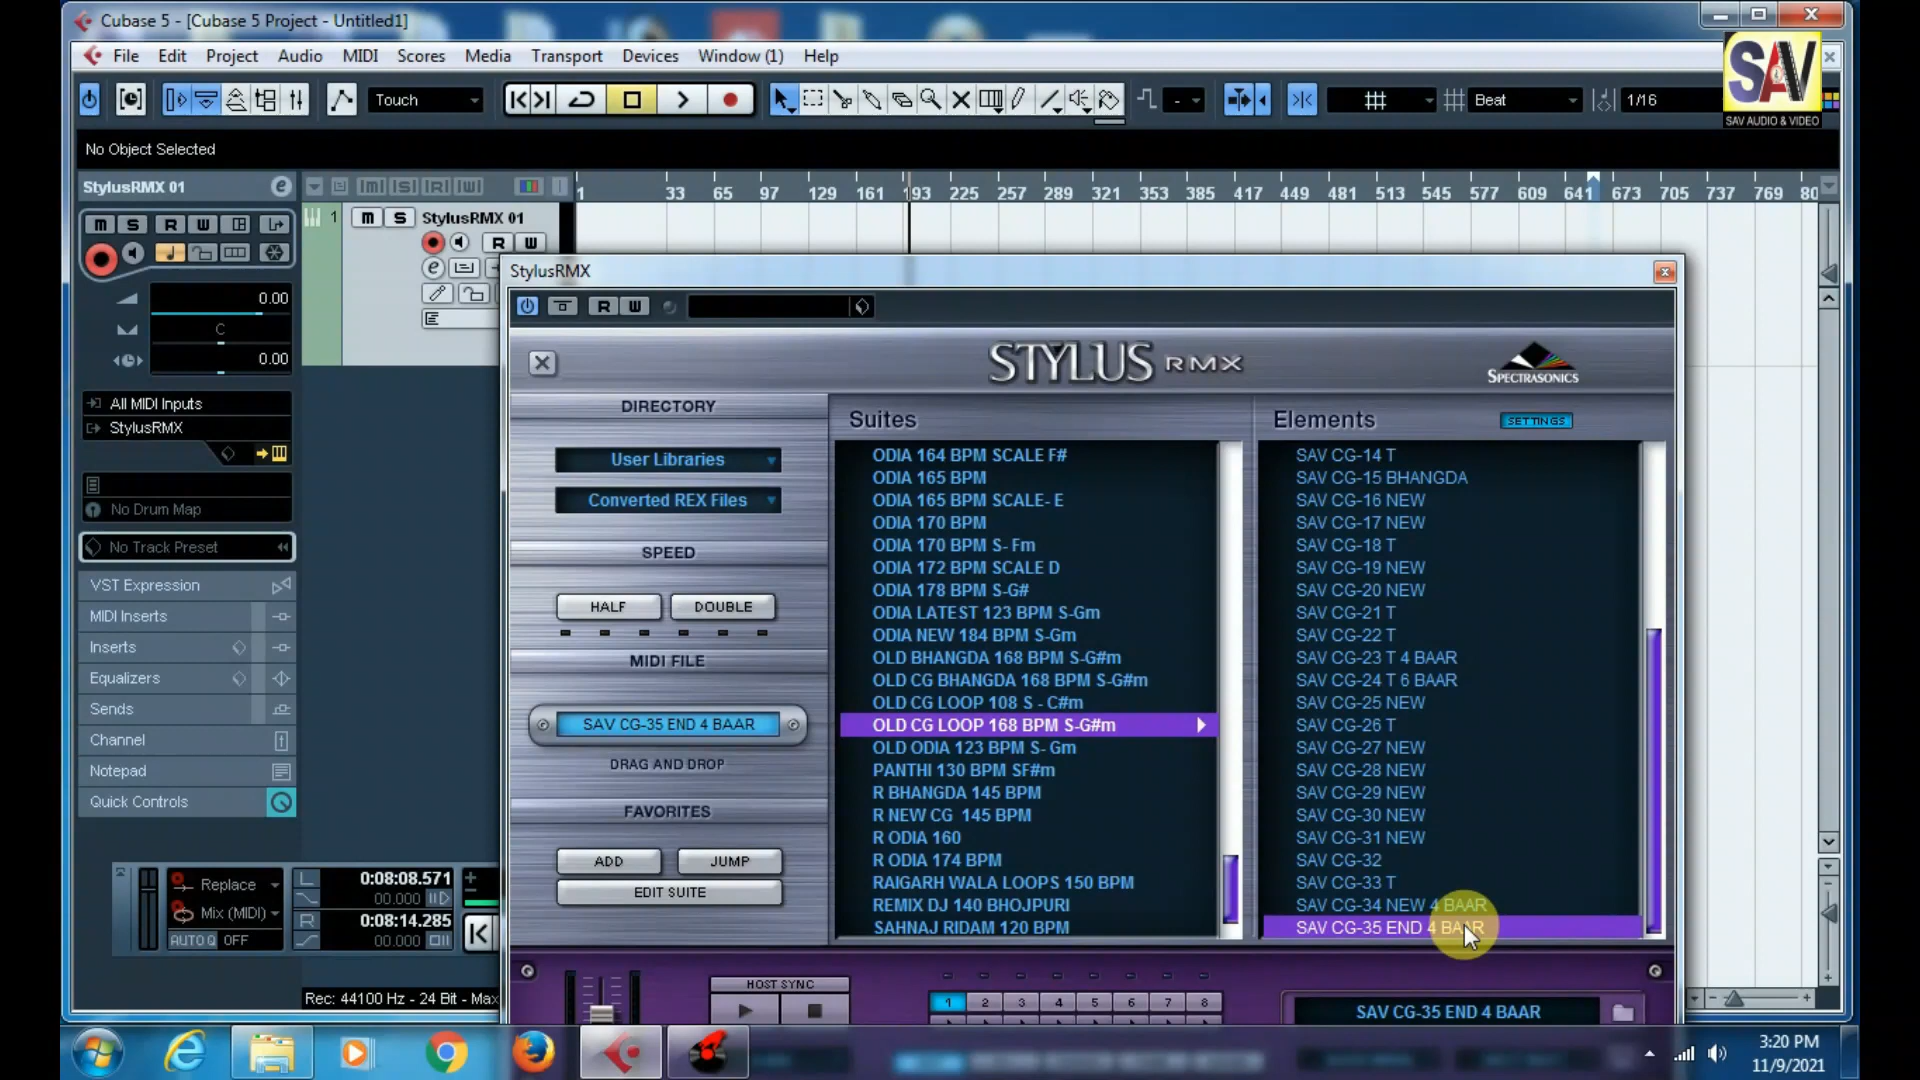 Cubase 5 - [Cubase 5 Project - Untitled1]
File Edit Project Audio MIDI Scores Media Transport Devices Window (1) Help
SAV
SAV AUDIO & VIDEO
Touch
Beat
1/16
No Object Selected
StylusRMX 01
1 33 65 97 129 161 193 225 257 289 321 353 385 417 449 481 513 545 577 609 641 673 705 737 769 80
M S R W
1 M S StylusRMX 01
R W
0.00
C
0.00
All MIDI Inputs
StylusRMX
No Drum Map
No Track Preset
VST Expression
MIDI Inserts
Inserts
Equalizers
Sends
Channel
Notepad
Quick Controls
StylusRMX
R W
STYLUS RMX
SPECTRASONICS
DIRECTORY
User Libraries
Converted REX Files
SPEED
HALF DOUBLE
MIDI FILE
SAV CG-35 END 4 BAAR
DRAG AND DROP
FAVORITES
ADD JUMP
EDIT SUITE
Suites
ODIA 164 BPM SCALE F#
ODIA 165 BPM
ODIA 165 BPM SCALE- E
ODIA 170 BPM
ODIA 170 BPM S- Fm
ODIA 172 BPM SCALE D
ODIA 178 BPM S-G#
ODIA LATEST 123 BPM S-Gm
ODIA NEW 184 BPM S-Gm
OLD BHANGDA 168 BPM S-G#m
OLD CG BHANGDA 168 BPM S-G#m
OLD CG LOOP 108 S - C#m
OLD CG LOOP 168 BPM S-G#m
OLD ODIA 123 BPM S- Gm
PANTHI 130 BPM SF#m
R BHANGDA 145 BPM
R NEW CG 145 BPM
R ODIA 160
R ODIA 174 BPM
RAIGARH WALA LOOPS 150 BPM
REMIX DJ 140 BHOJPURI
SAHNAJ RIDAM 120 BPM
Elements
SETTINGS
SAV CG-14 T
SAV CG-15 BHANGDA
SAV CG-16 NEW
SAV CG-17 NEW
SAV CG-18 T
SAV CG-19 NEW
SAV CG-20 NEW
SAV CG-21 T
SAV CG-22 T
SAV CG-23 T 4 BAAR
SAV CG-24 T 6 BAAR
SAV CG-25 NEW
SAV CG-26 T
SAV CG-27 NEW
SAV CG-28 NEW
SAV CG-29 NEW
SAV CG-30 NEW
SAV CG-31 NEW
SAV CG-32
SAV CG-33 T
SAV CG-34 NEW 4 BAAR
SAV CG-35 END 4 BAAR
Replace
Mix (MIDI)
AUTO Q OFF
L 0:08:08.571
00.000
R 0:08:14.285
00.000
Rec: 44100 Hz - 24 Bit - Max
HOST SYNC
1 2 3 4 5 6 7 8
SAV CG-35 END 4 BAAR
3:20 PM
11/9/2021